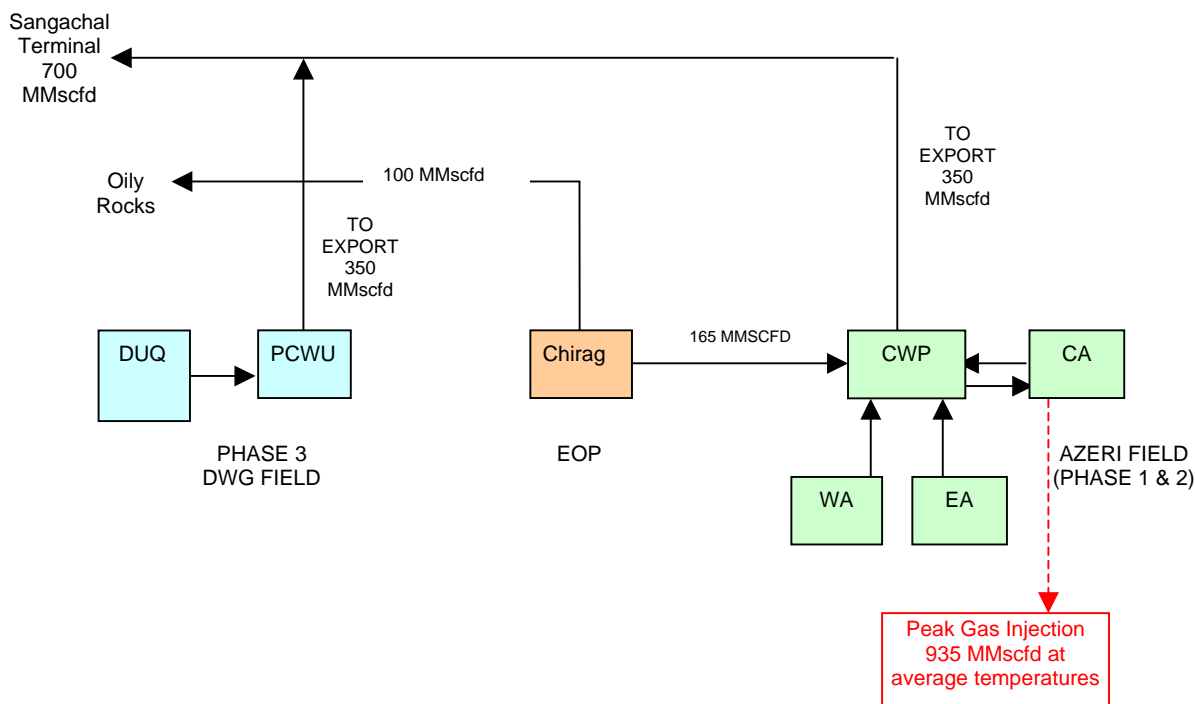 Sangachal
Terminal
700
MMscfd
Oily
Rocks
100 MMscfd
TO
EXPORT
350
MMscfd
TO
EXPORT
350
MMscfd
DUQ
PCWU
Chirag
165 MMSCFD
CWP
CA
PHASE 3
DWG FIELD
EOP
WA
EA
AZERI FIELD
(PHASE 1 & 2)
Peak Gas Injection
935 MMscfd at
average temperatures